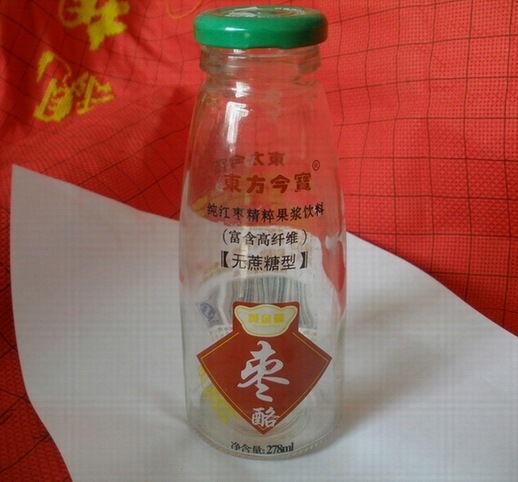 東方今寶®
纯红枣精粹果浆饮料
(富含高纤维)
【无蔗糖型】
枣
酪
净含量:278ml